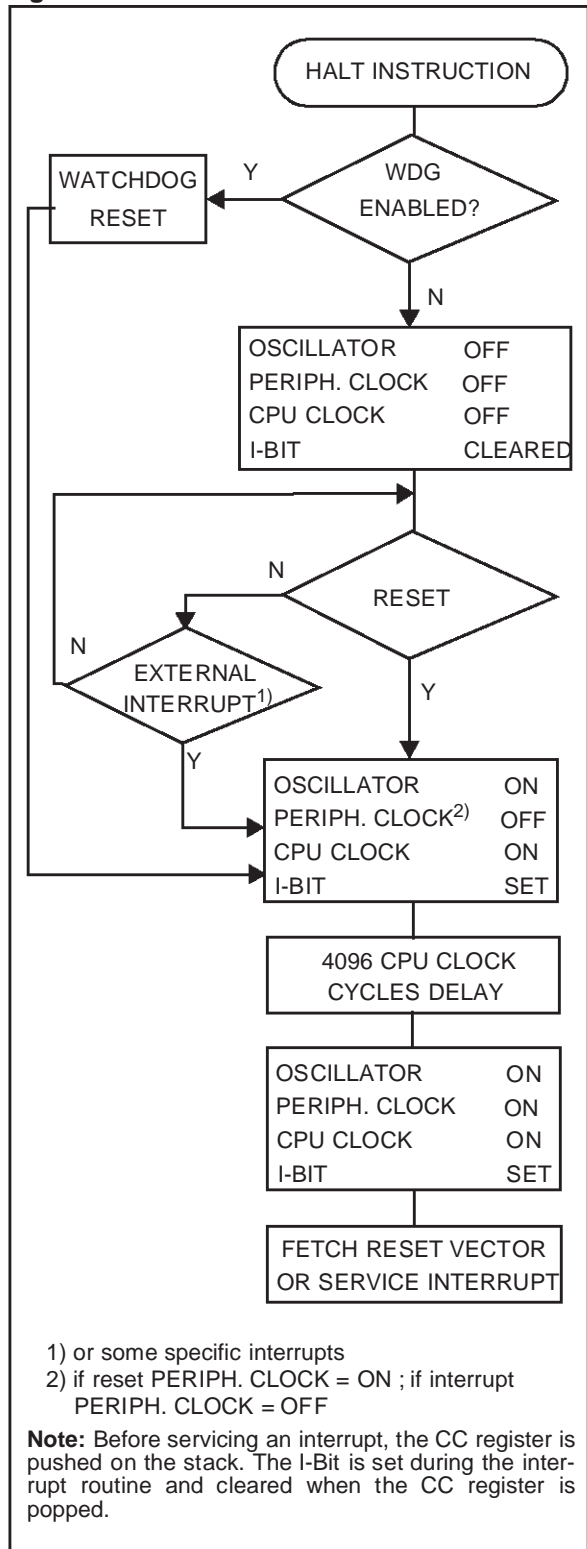 HALT INSTRUCTION
WDG
ENABLED?
Y
WATCHDOG
RESET
N
OSCILLATOR OFF
PERIPH. CLOCK OFF
CPU CLOCK OFF
I-BIT CLEARED
RESET
N
EXTERNAL
INTERRUPT1)
N
Y
Y
OSCILLATOR ON
PERIPH. CLOCK2) OFF
CPU CLOCK ON
I-BIT SET
4096 CPU CLOCK
CYCLES DELAY
OSCILLATOR ON
PERIPH. CLOCK ON
CPU CLOCK ON
I-BIT SET
FETCH RESET VECTOR
OR SERVICE INTERRUPT
1) or some specific interrupts
2) if reset PERIPH. CLOCK = ON ; if interrupt
PERIPH. CLOCK = OFF
Note: Before servicing an interrupt, the CC register is
pushed on the stack. The I-Bit is set during the inter-
rupt routine and cleared when the CC register is
popped.